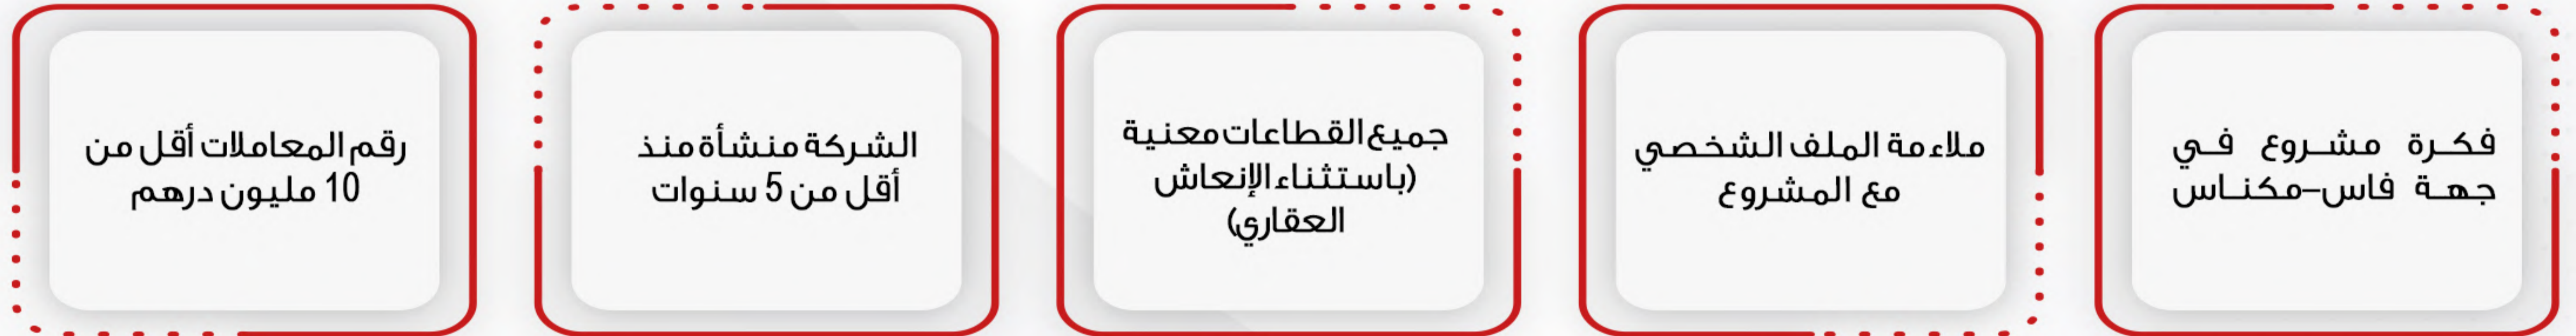 فكرة مشروع في
جهة فاس–مكناس
ملاءمة الملف الشخصي
مع المشروع
جميع القطاعات معنية
(باستثناء الإنعاش
العقاري)
الشركة منشأة منذ
أقل من 5 سنوات
رقم المعاملات أقل من
10 مليون درهم